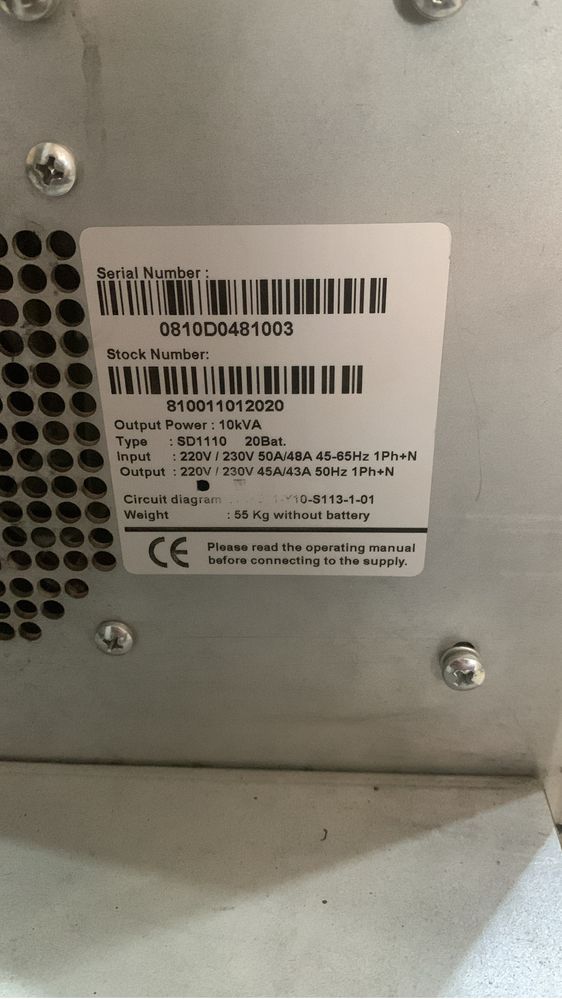 Serial Number :
0810D0481003
Stock Number:
810011012020
Output Power : 10kVA
Type : SD1110 20Bat.
Input : 220V / 230V 50A/48A 45-65Hz 1Ph+N
Output : 220V / 230V 45A/43A 50Hz 1Ph+N
Circuit diagram
Weight : 55 Kg without battery
CE Please read the operating manual
before connecting to the supply.